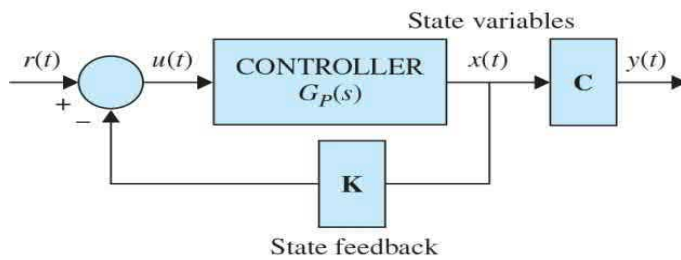 State variables
r(t)
u(t)
CONTROLLER
G_P(s)
x(t)
C
y(t)
+
−
K
State feedback